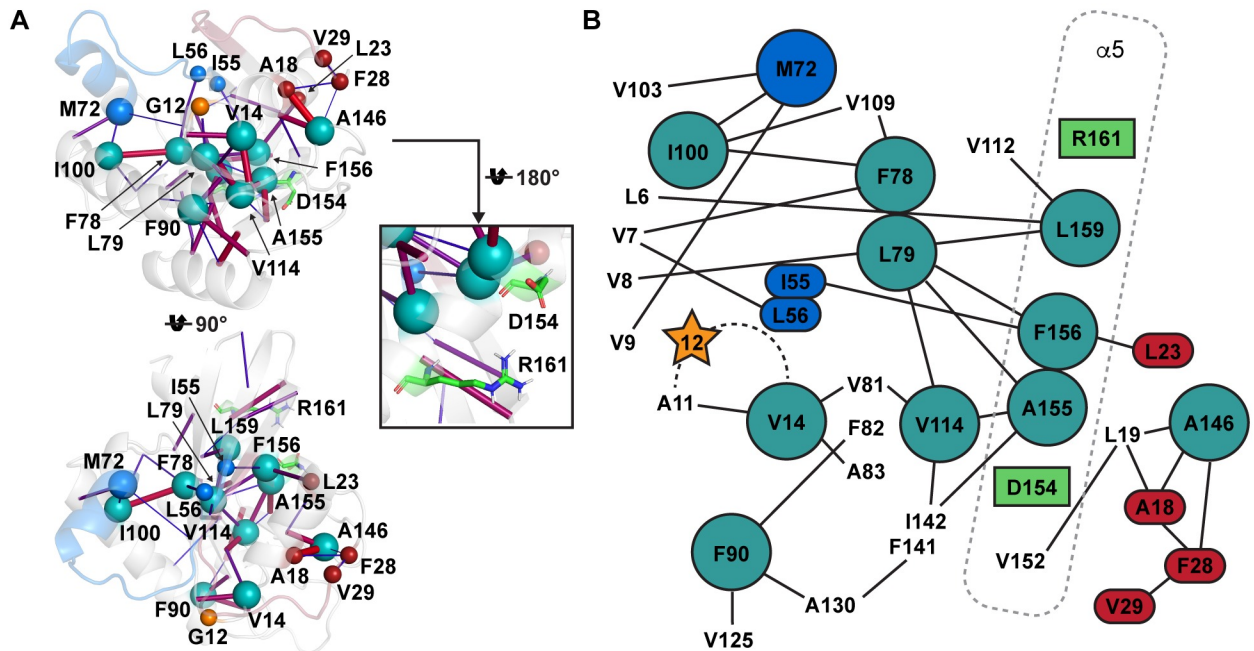 A
V29
L56
L23
I55
A18
F28
M72
G12
V14
A146
I100
F156
F78
D154
L79
F90
A155
V114
180°
D154
R161
90°
I55
R161
L79
L159
M72
F78
F156
L23
L56
A155
I100
V114
A146
A18
F28
V29
F90
V14
G12
B
α5
M72
V103
V109
R161
V112
I100
F78
L6
L159
V7
L79
V8
I55
L56
F156
V9
12
L23
V81
A11
A155
V14
V114
A146
F82
L19
A83
D154
A18
I142
F141
F90
V152
F28
A130
V29
V125